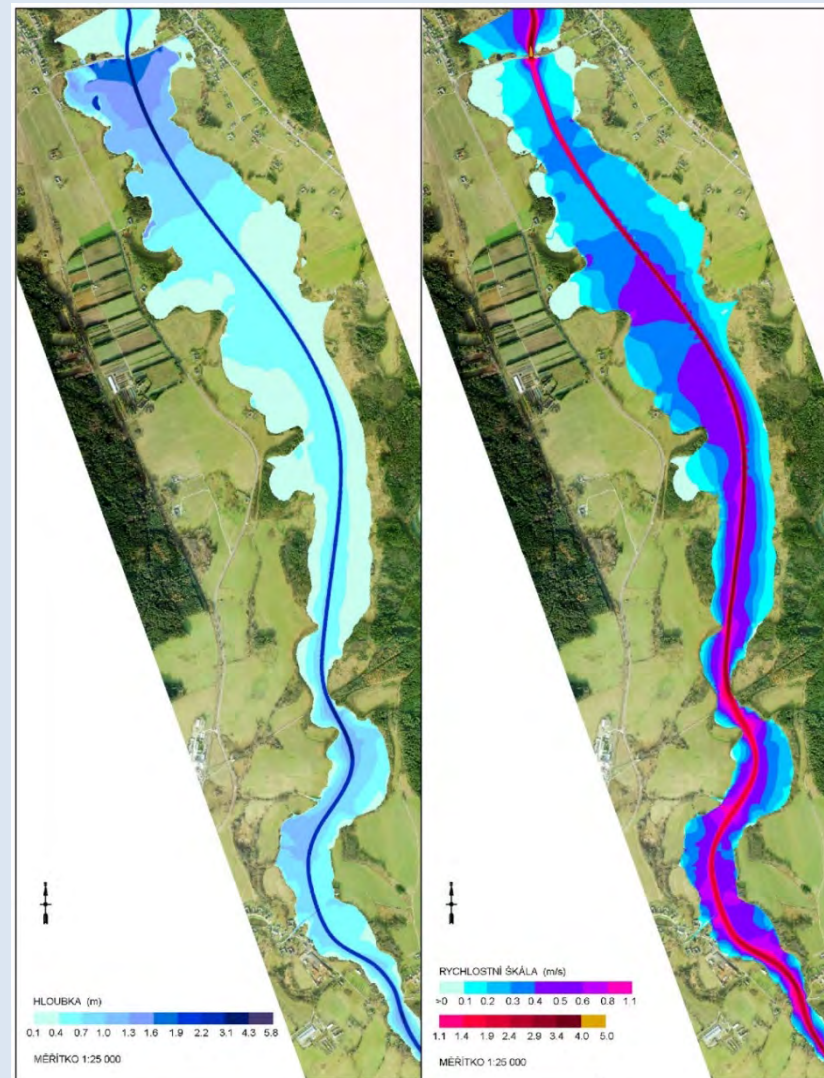 HLOUBKA (m)
0.1 0.4 0.7 1.0 1.3 1.6 1.9 2.2 3.1 4.3 5.8
MĚŘÍTKO 1:25 000
RYCHLOSTNÍ ŠKÁLA (m/s)
>0 0.1 0.2 0.3 0.4 0.5 0.6 0.8 1.1
1.1 1.4 1.9 2.4 2.9 3.4 4.0 5.0
MĚŘÍTKO 1:25 000